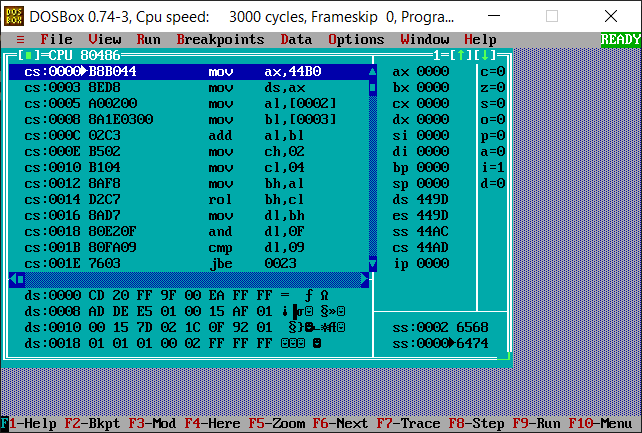 DOSBox 0.74-3, Cpu speed: 3000 cycles, Frameskip 0, Progra...
≡ File View Run Breakpoints Data Options Window Help READY
[■]=CPU 80486 1=[↑][↓]
cs:0000►B8B044 mov ax,44B0 ax 0000 c=0
cs:0003 8ED8 mov ds,ax bx 0000 z=0
cs:0005 A00200 mov al,[0002] cx 0000 s=0
cs:0008 8A1E0300 mov bl,[0003] dx 0000 o=0
cs:000C 02C3 add al,bl si 0000 p=0
cs:000E B502 mov ch,02 di 0000 a=0
cs:0010 B104 mov cl,04 bp 0000 i=1
cs:0012 8AF8 mov bh,al sp 0000 d=0
cs:0014 D2C7 rol bh,cl ds 449D
cs:0016 8AD7 mov dl,bh es 449D
cs:0018 80E20F and dl,0F ss 44AC
cs:001B 80FA09 cmp dl,09 cs 44AD
cs:001E 7603 jbe 0023 ip 0000
ds:0000 CD 20 FF 9F 00 EA FF FF = ƒ Ω
ds:0008 AD DE E5 01 00 15 AF 01 ¡▐σ☺ §»☺
ds:0010 00 15 7D 02 1C 0F 92 01 §}☻∟☼Æ☺ ss:0002 6568
ds:0018 01 01 01 00 02 FF FF FF ☺☺☺ ☻ ss:0000►6474
F1-Help F2-Bkpt F3-Mod F4-Here F5-Zoom F6-Next F7-Trace F8-Step F9-Run F10-Menu